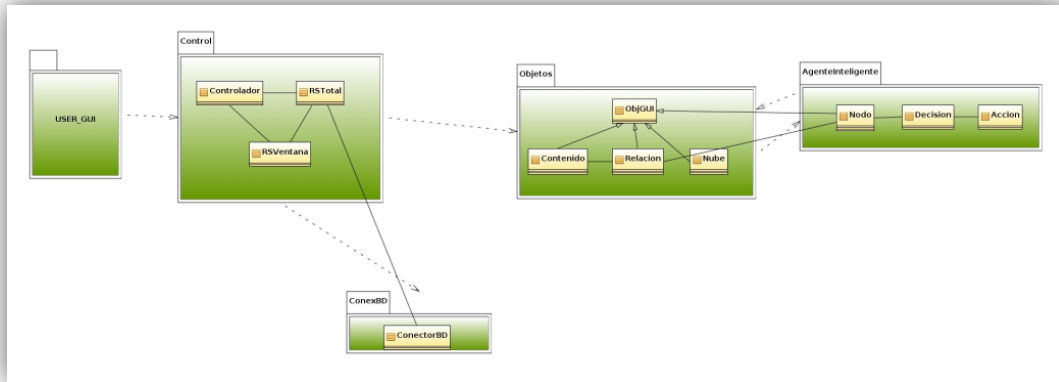 USER_GUI
Control
Controlador
RSTotal
RSVentana
ConexBD
ConectorBD
Objetos
ObjGUI
Contenido
Relacion
Nube
AgenteInteligente
Nodo
Decision
Accion